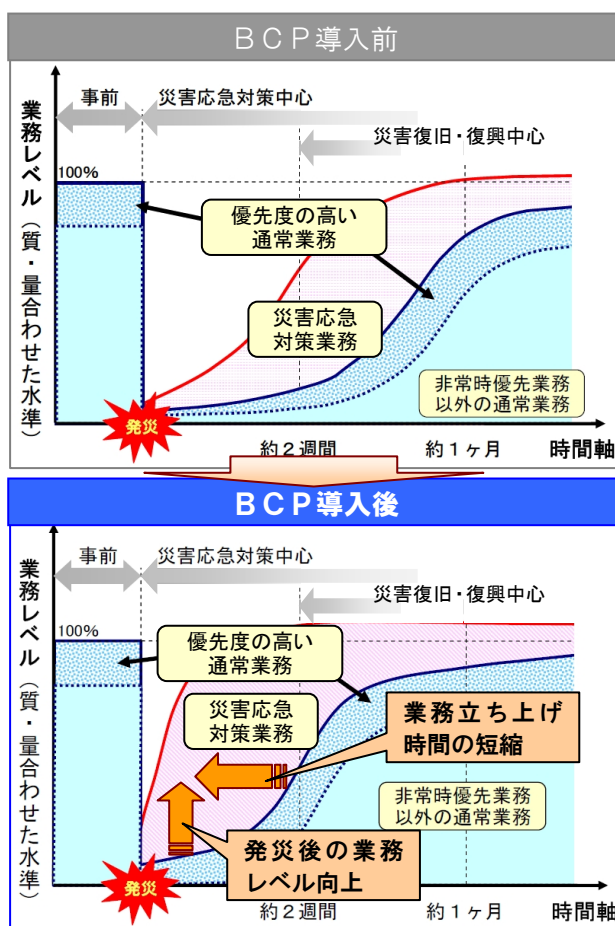 BCP導入前
事前
災害応急対策中心
災害復旧・復興中心
業務レベル（質・量合わせた水準）
100%
優先度の高い
通常業務
災害応急
対策業務
非常時優先業務
以外の通常業務
発災
約2週間
約1ヶ月
時間軸
BCP導入後
事前
災害応急対策中心
災害復旧・復興中心
業務レベル（質・量合わせた水準）
100%
優先度の高い
通常業務
災害応急
対策業務
業務立ち上げ
時間の短縮
非常時優先業務
以外の通常業務
発災後の業務
レベル向上
発災
約2週間
約1ヶ月
時間軸